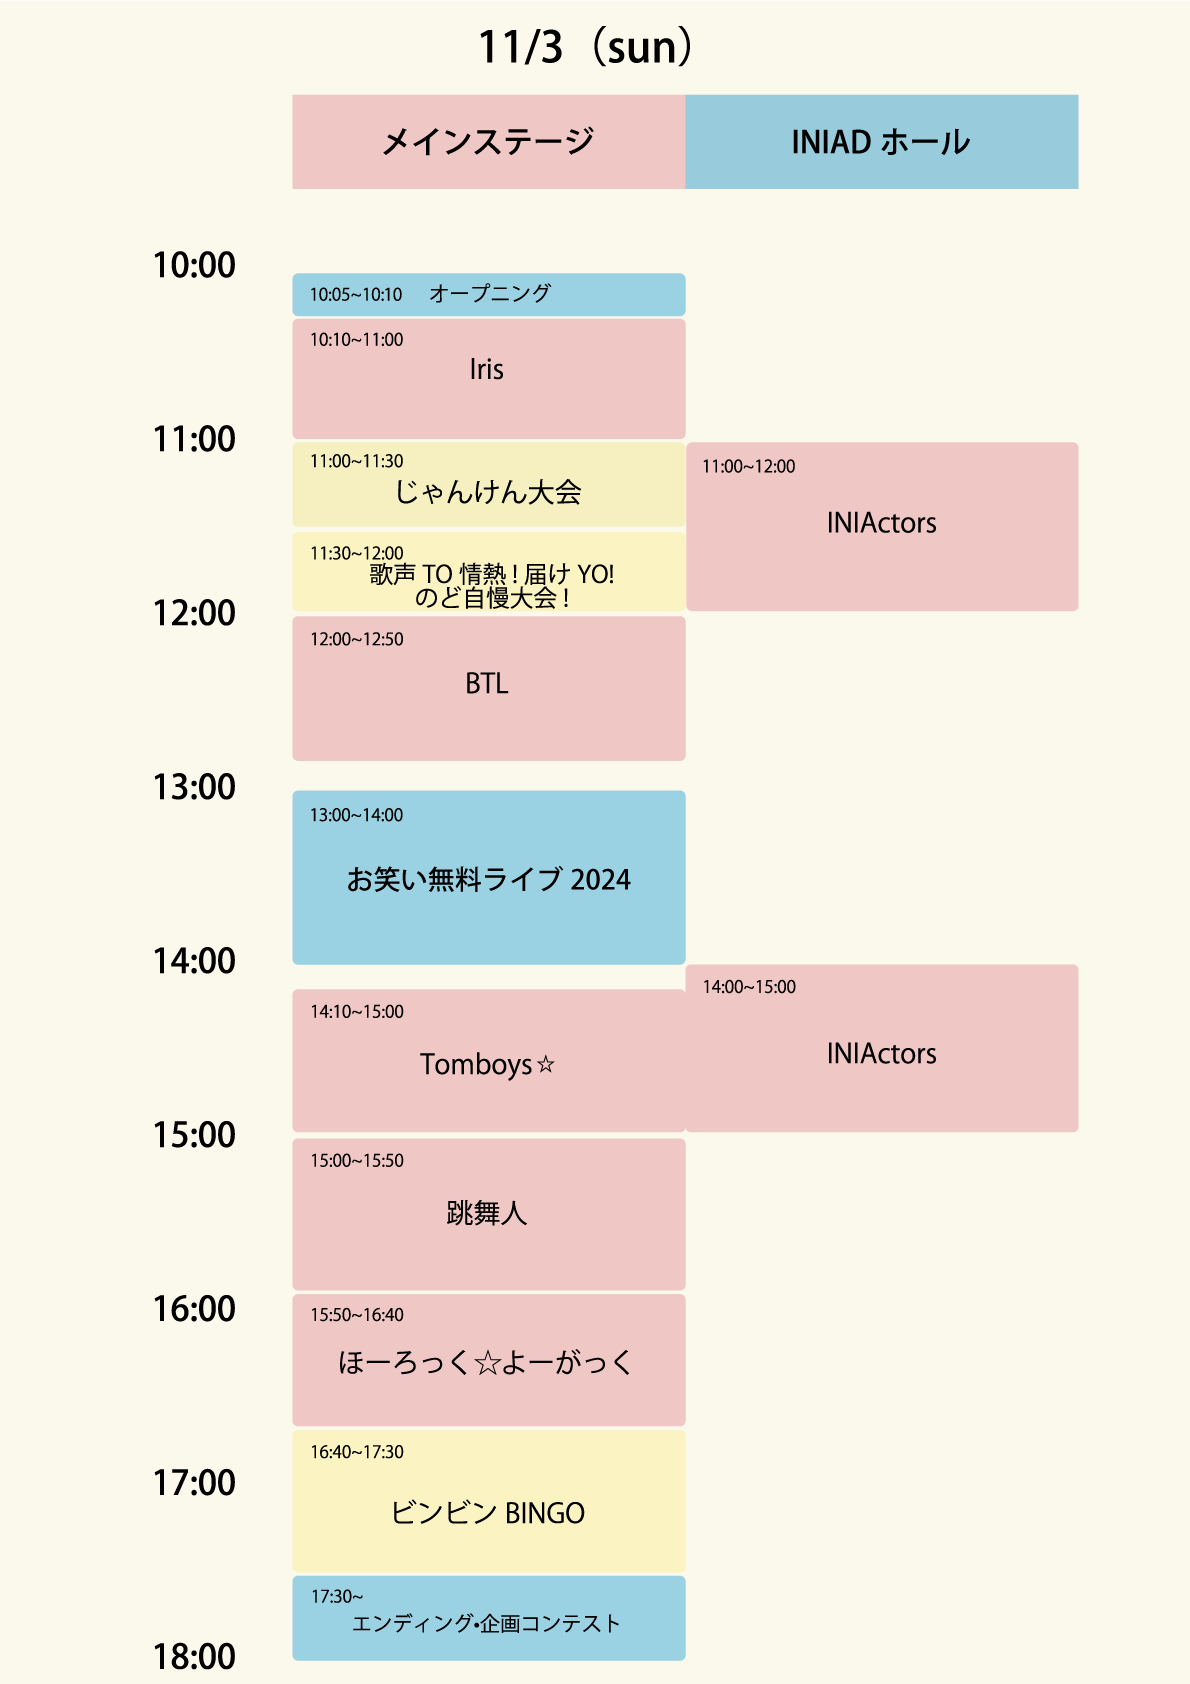 11/3（sun）
メインステージ
INIAD ホール
10:00
10:05~10:10 オープニング
10:10~11:00
Iris
11:00
11:00~11:30
じゃんけん大会
11:00~12:00
INIActors
11:30~12:00
歌声 TO 情熱！届け YO!
のど自慢大会！
12:00
12:00~12:50
BTL
13:00
13:00~14:00
お笑い無料ライブ 2024
14:00
14:00~15:00
INIActors
14:10~15:00
Tomboys☆
15:00
15:00~15:50
跳舞人
16:00
15:50~16:40
ほーろっく☆よーがっく
16:40~17:30
ビンビン BINGO
17:00
17:30~
エンディング・企画コンテスト
18:00